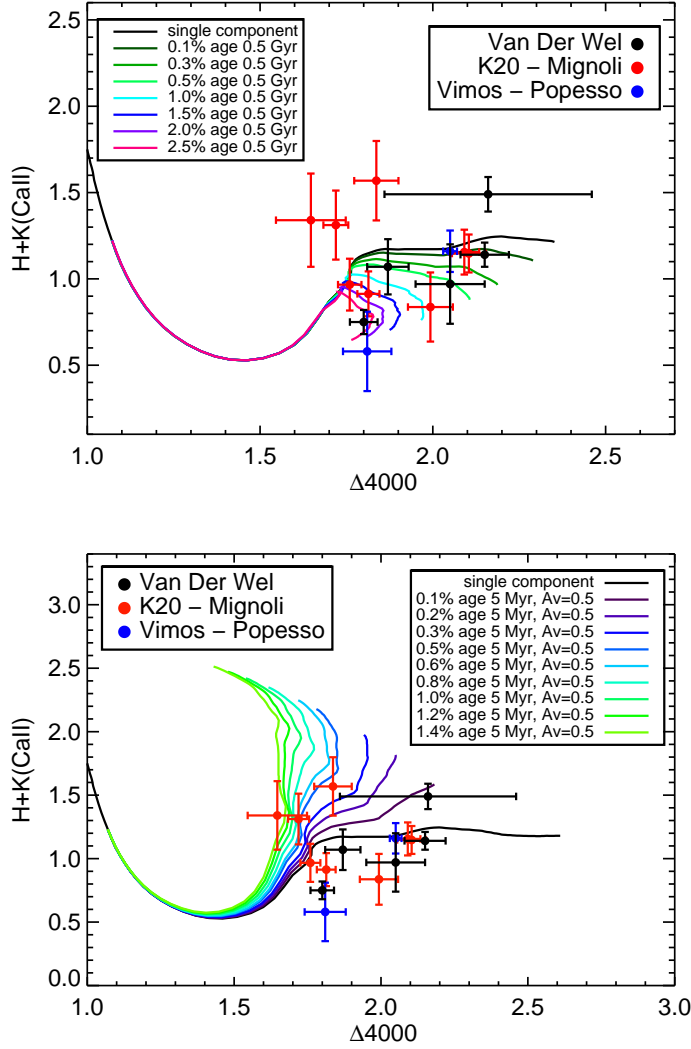 2.5
2.0
1.5
1.0
0.5
H+K(CaII)
single component
0.1% age 0.5 Gyr
0.3% age 0.5 Gyr
0.5% age 0.5 Gyr
1.0% age 0.5 Gyr
1.5% age 0.5 Gyr
2.0% age 0.5 Gyr
2.5% age 0.5 Gyr
Van Der Wel
K20 − Mignoli
Vimos − Popesso
1.0
1.5
2.0
2.5
Δ4000
3.0
2.5
2.0
1.5
1.0
0.5
0.0
H+K(CaII)
Van Der Wel
K20 − Mignoli
Vimos − Popesso
single component
0.1% age 5 Myr, Av=0.5
0.2% age 5 Myr, Av=0.5
0.3% age 5 Myr, Av=0.5
0.5% age 5 Myr, Av=0.5
0.6% age 5 Myr, Av=0.5
0.8% age 5 Myr, Av=0.5
1.0% age 5 Myr, Av=0.5
1.2% age 5 Myr, Av=0.5
1.4% age 5 Myr, Av=0.5
1.0
1.5
2.0
2.5
3.0
Δ4000